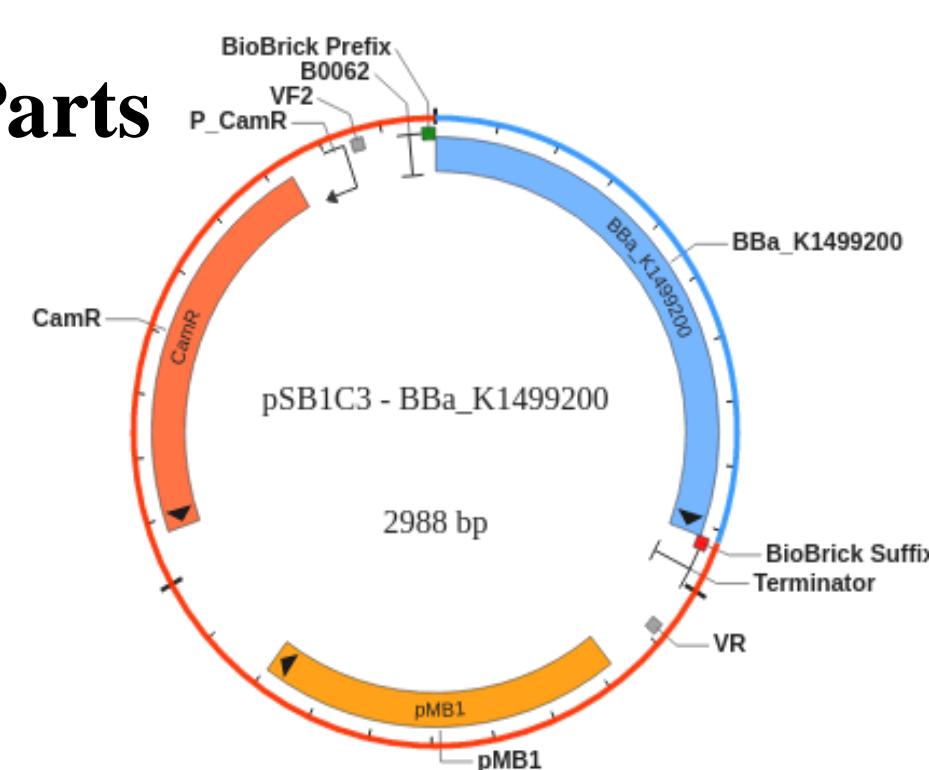 BioBrick Prefix
B0062
arts
VF2
P_CamR
BBa_K1499200
BBa_K1499200
CamR
CamR
pSB1C3 - BBa_K1499200
2988 bp
BioBrick Suffix
Terminator
VR
pMB1
pMB1